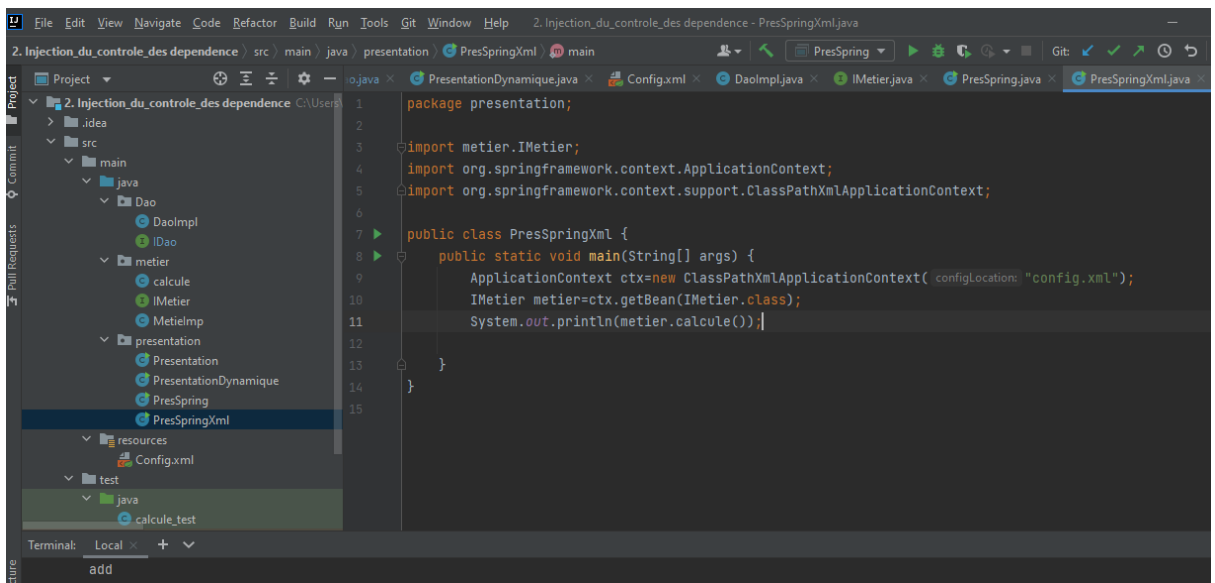 File Edit View Navigate Code Refactor Build Run Tools Git Window Help 2. Injection_du_controle_des dependence - PresSpringXml.java
2. Injection_du_controle_des dependence src main java presentation PresSpringXml main PresSpring Git:
Project
o.java PresentationDynamique.java Config.xml DaoImpl.java IMetier.java PresSpring.java PresSpringXml.java
2. Injection_du_controle_des dependence C:\Users\
.idea
src
main
java
Dao
DaoImpl
IDao
metier
calcule
IMetier
MetieImp
presentation
Presentation
PresentationDynamique
PresSpring
PresSpringXml
resources
Config.xml
test
java
calcule_test
Project
Commit
Pull Requests
1 package presentation;
2
3 import metier.IMetier;
4 import org.springframework.context.ApplicationContext;
5 import org.springframework.context.support.ClassPathXmlApplicationContext;
6
7 public class PresSpringXml {
8 public static void main(String[] args) {
9 ApplicationContext ctx=new ClassPathXmlApplicationContext( configLocation: "config.xml");
10 IMetier metier=ctx.getBean(IMetier.class);
11 System.out.println(metier.calcule());
12
13 }
14 }
15
Terminal: Local
add